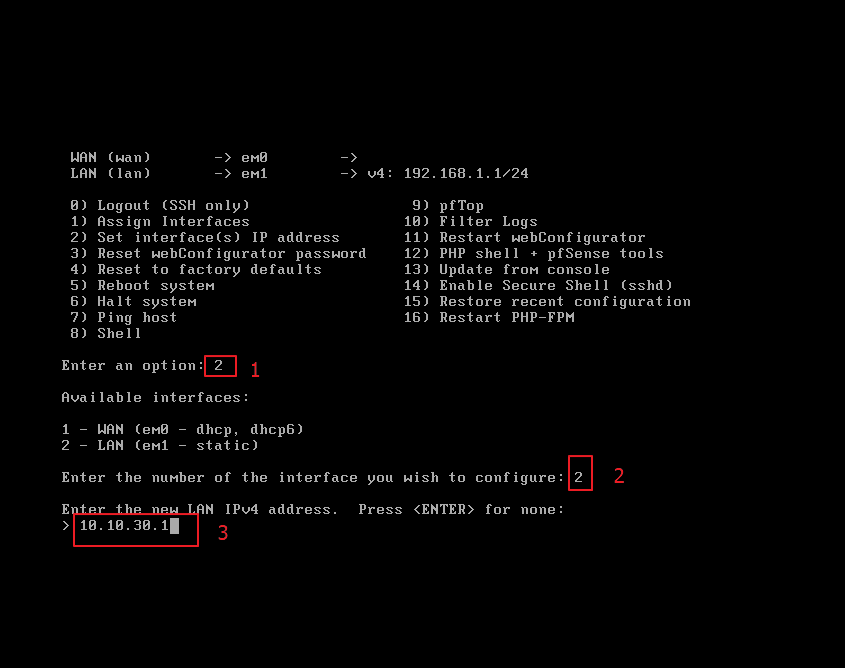 WAN (wan)       -> em0        ->
LAN (lan)       -> em1        -> v4: 192.168.1.1/24
0) Logout (SSH only)                  9) pfTop
1) Assign Interfaces                 10) Filter Logs
2) Set interface(s) IP address       11) Restart webConfigurator
3) Reset webConfigurator password    12) PHP shell + pfSense tools
4) Reset to factory defaults         13) Update from console
5) Reboot system                     14) Enable Secure Shell (sshd)
6) Halt system                       15) Restore recent configuration
7) Ping host                         16) Restart PHP-FPM
8) Shell
Enter an option: 2 1
Available interfaces:
1 - WAN (em0 - dhcp, dhcp6)
2 - LAN (em1 - static)
Enter the number of the interface you wish to configure: 2 2
Enter the new LAN IPv4 address.  Press <ENTER> for none:
> 10.10.30.1 3